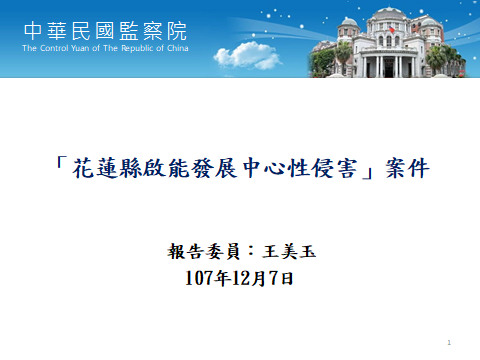 中華民國監察院
The Control Yuan of The Republic of China
「花蓮縣啟能發展中心性侵害」案件
報告委員：王美玉
107年12月7日
1